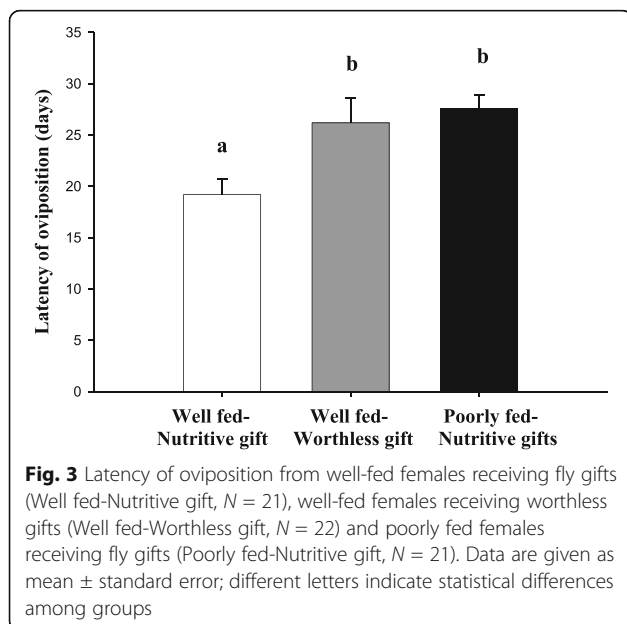 35
30
25
20
15
10
5
0
Latency of oviposition (days)
a
b
b
Well fed-
Nutritive gift
Well fed-
Worthless gift
Poorly fed-
Nutritive gifts
Fig. 3 Latency of oviposition from well-fed females receiving fly gifts
(Well fed-Nutritive gift, N = 21), well-fed females receiving worthless
gifts (Well fed-Worthless gift, N = 22) and poorly fed females
receiving fly gifts (Poorly fed-Nutritive gift, N = 21). Data are given as
mean ± standard error; different letters indicate statistical differences
among groups